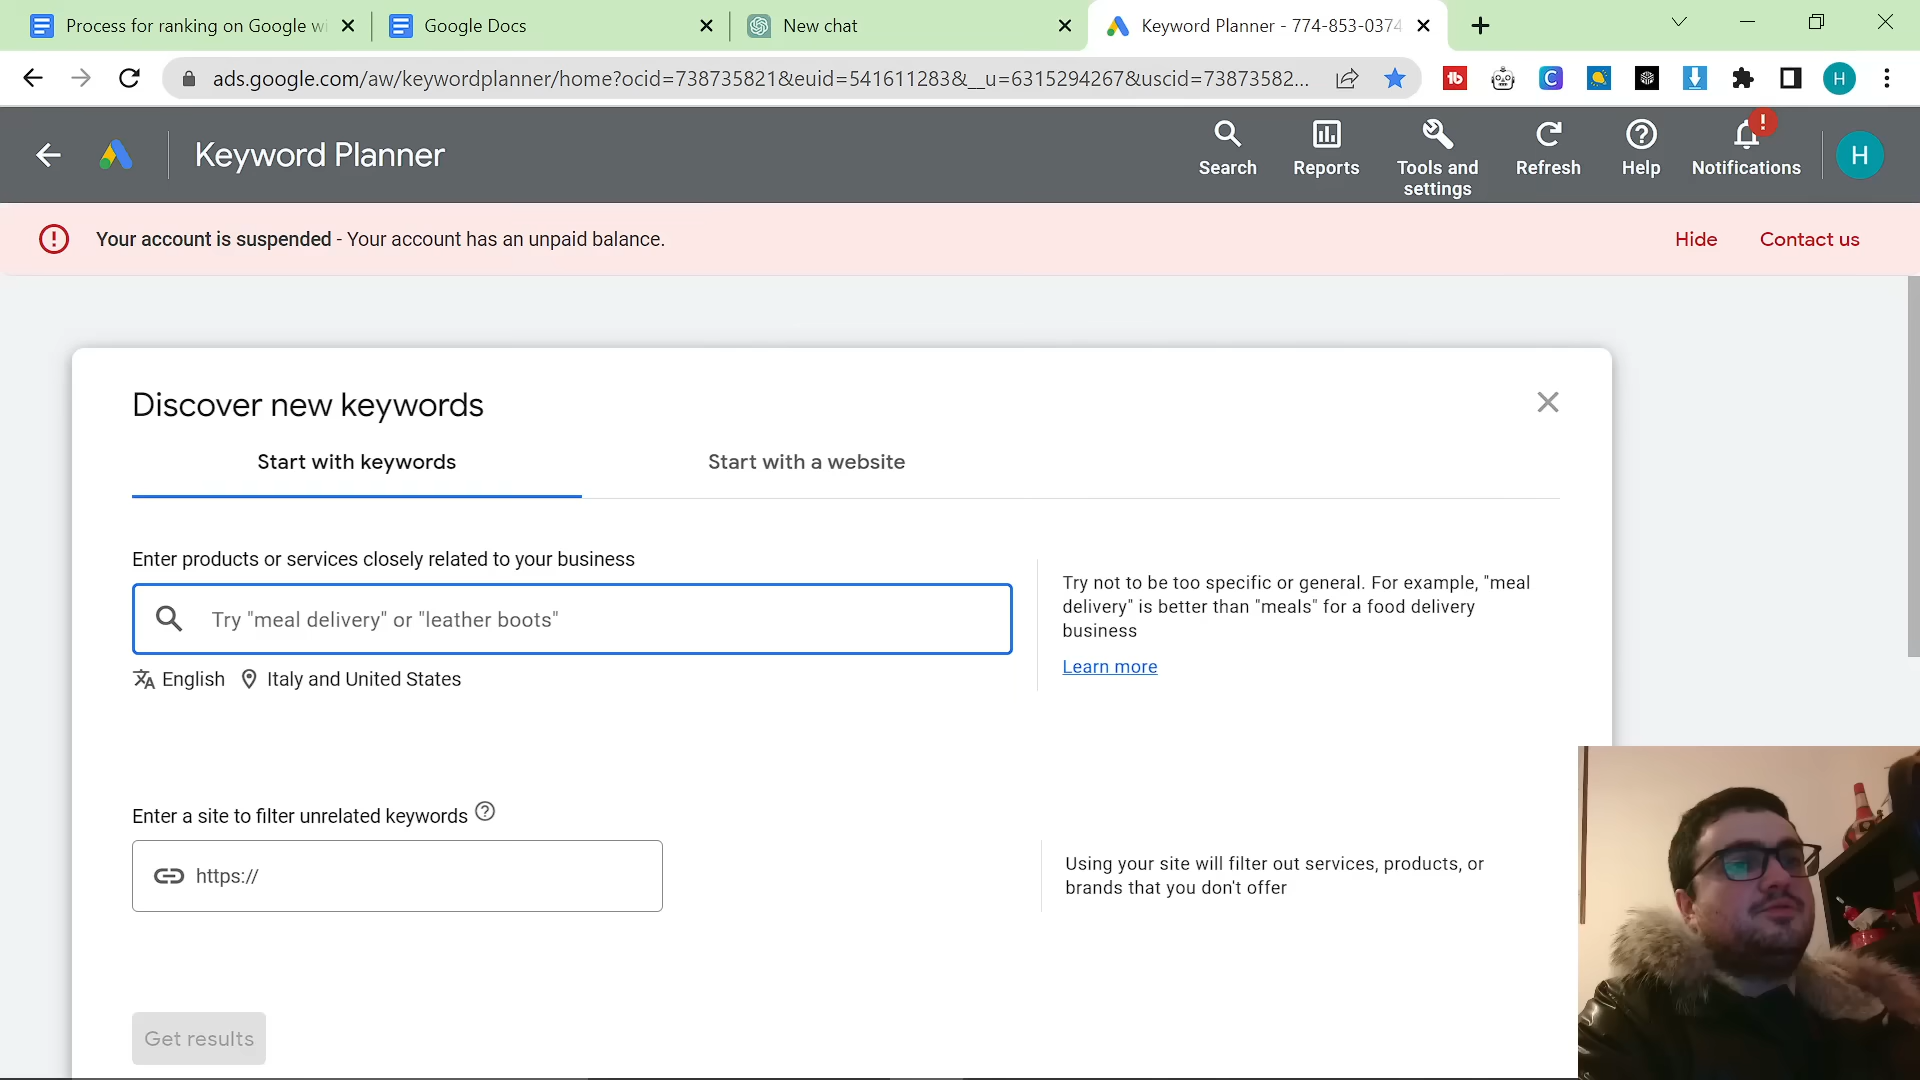 Process for ranking on Google wi
Google Docs
New chat
Keyword Planner - 774-853-0374
ads.google.com/aw/keywordplanner/home?ocid=738735821&euid=541611283&__u=6315294267&uscid=73873582...
H
Keyword Planner
Search
Reports
Tools and settings
Refresh
Help
Notifications
H
Your account is suspended - Your account has an unpaid balance.
Hide
Contact us
Discover new keywords
Start with keywords
Start with a website
Enter products or services closely related to your business
Try "meal delivery" or "leather boots"
English
Italy and United States
Try not to be too specific or general. For example, "meal
delivery" is better than "meals" for a food delivery
business
Learn more
Enter a site to filter unrelated keywords
https://
Using your site will filter out services, products, or
brands that you don't offer
Get results